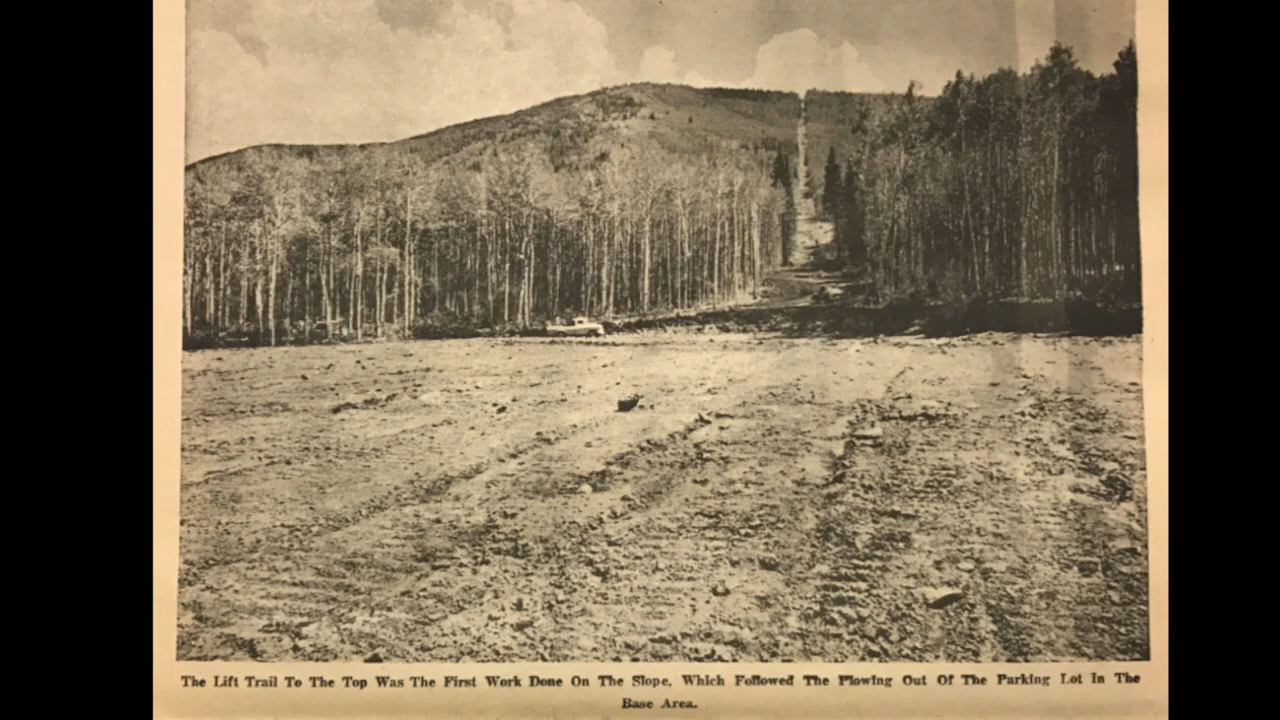 The Lift Trail To The Top Was The First Work Done On The Slope, Which Followed The Plowing Out Of The Parking Lot In The
Base Area.